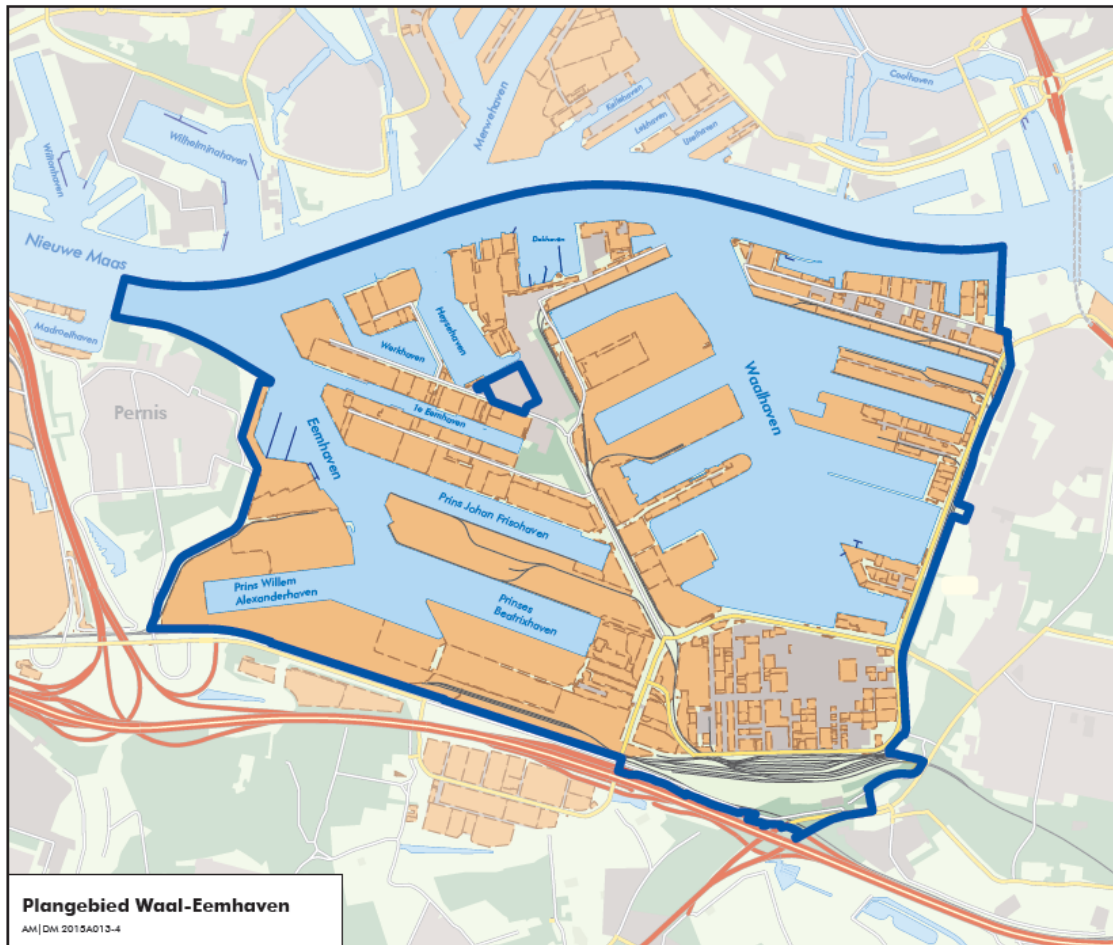 Coolhaven
Keilehaven
Lekhaven
IJselhaven
Merwehaven
Wilhelminahaven
Wiltonhaven
Nieuwe Maas
Dokhaven
Madroelhaven
Heysehaven
Werkhaven
Waalhaven
Pernis
1e Eemhaven
Eemhaven
Prins Johan Frisohaven
Prins Willem
Alexanderhaven
Prinses
Beatrixhaven
Plangebied Waal-Eemhaven
AM|DM 2015A013-4